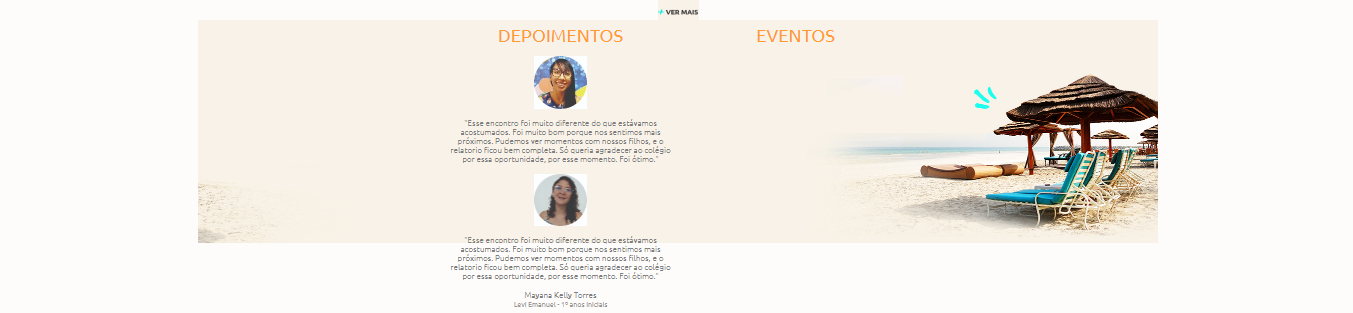 + VER MAIS
DEPOIMENTOS
EVENTOS
"Esse encontro foi muito diferente do que estávamos
acostumados. Foi muito bom porque nos sentimos mais
próximos. Pudemos ver momentos com nossos filhos, e o
relatorio ficou bem completa. Só queria agradecer ao colégio
por essa oportunidade, por esse momento. Foi ótimo."
"Esse encontro foi muito diferente do que estávamos
acostumados. Foi muito bom porque nos sentimos mais
próximos. Pudemos ver momentos com nossos filhos, e o
relatorio ficou bem completa. Só queria agradecer ao colégio
por essa oportunidade, por esse momento. Foi ótimo."
Mayana Kelly Torres
Levi Emanuel - 1º anos Iniciais